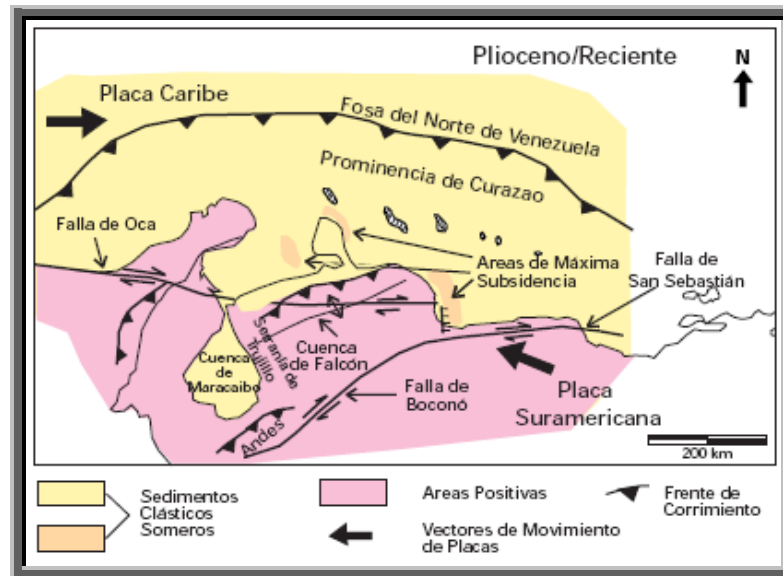 Plioceno/Reciente
N
Placa Caribe
Fosa del Norte de Venezuela
Prominencia de Curazao
Falla de Oca
Areas de Máxima
Subsidencia
Falla de
San Sebastián
Serranía de
Trujillo
Cuenca
de Falcón
Cuenca
de
Maracaibo
Falla de
Boconó
Andes
Placa
Suramericana
200 km
Sedimentos
Clásticos
Someros
Areas Positivas
Vectores de Movimiento
de Placas
Frente de
Corrimiento